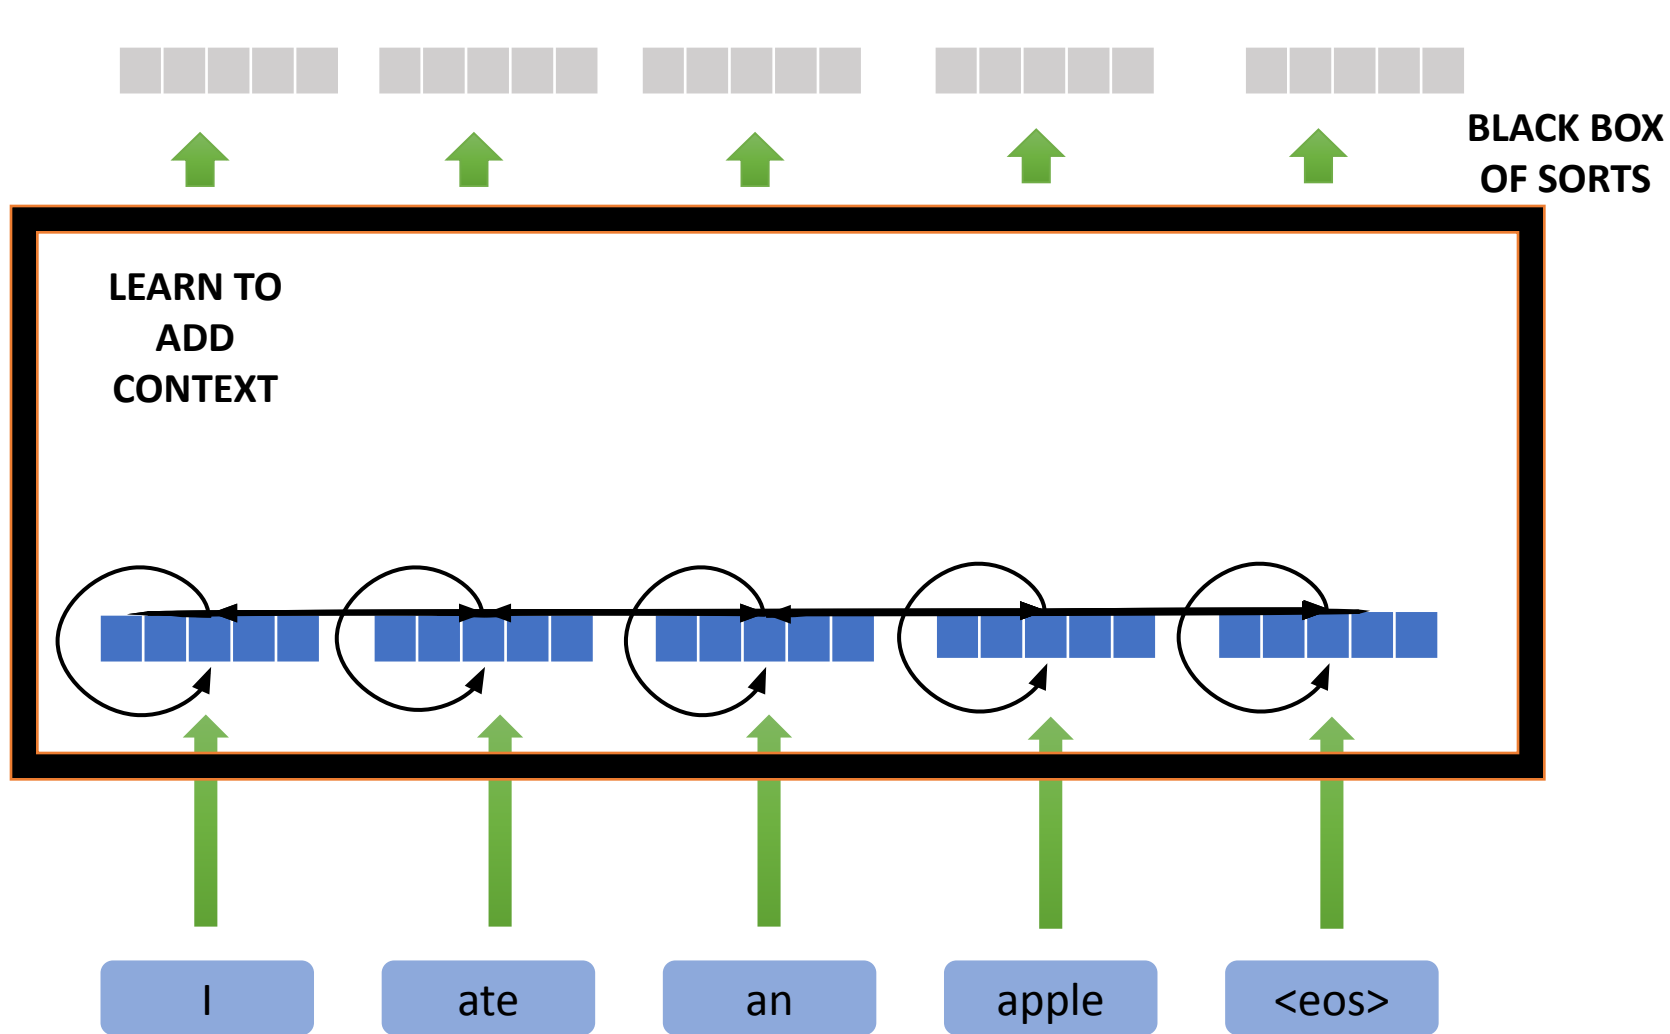 BLACK BOX
OF SORTS
LEARN TO
ADD
CONTEXT
I
ate
an
apple
<eos>